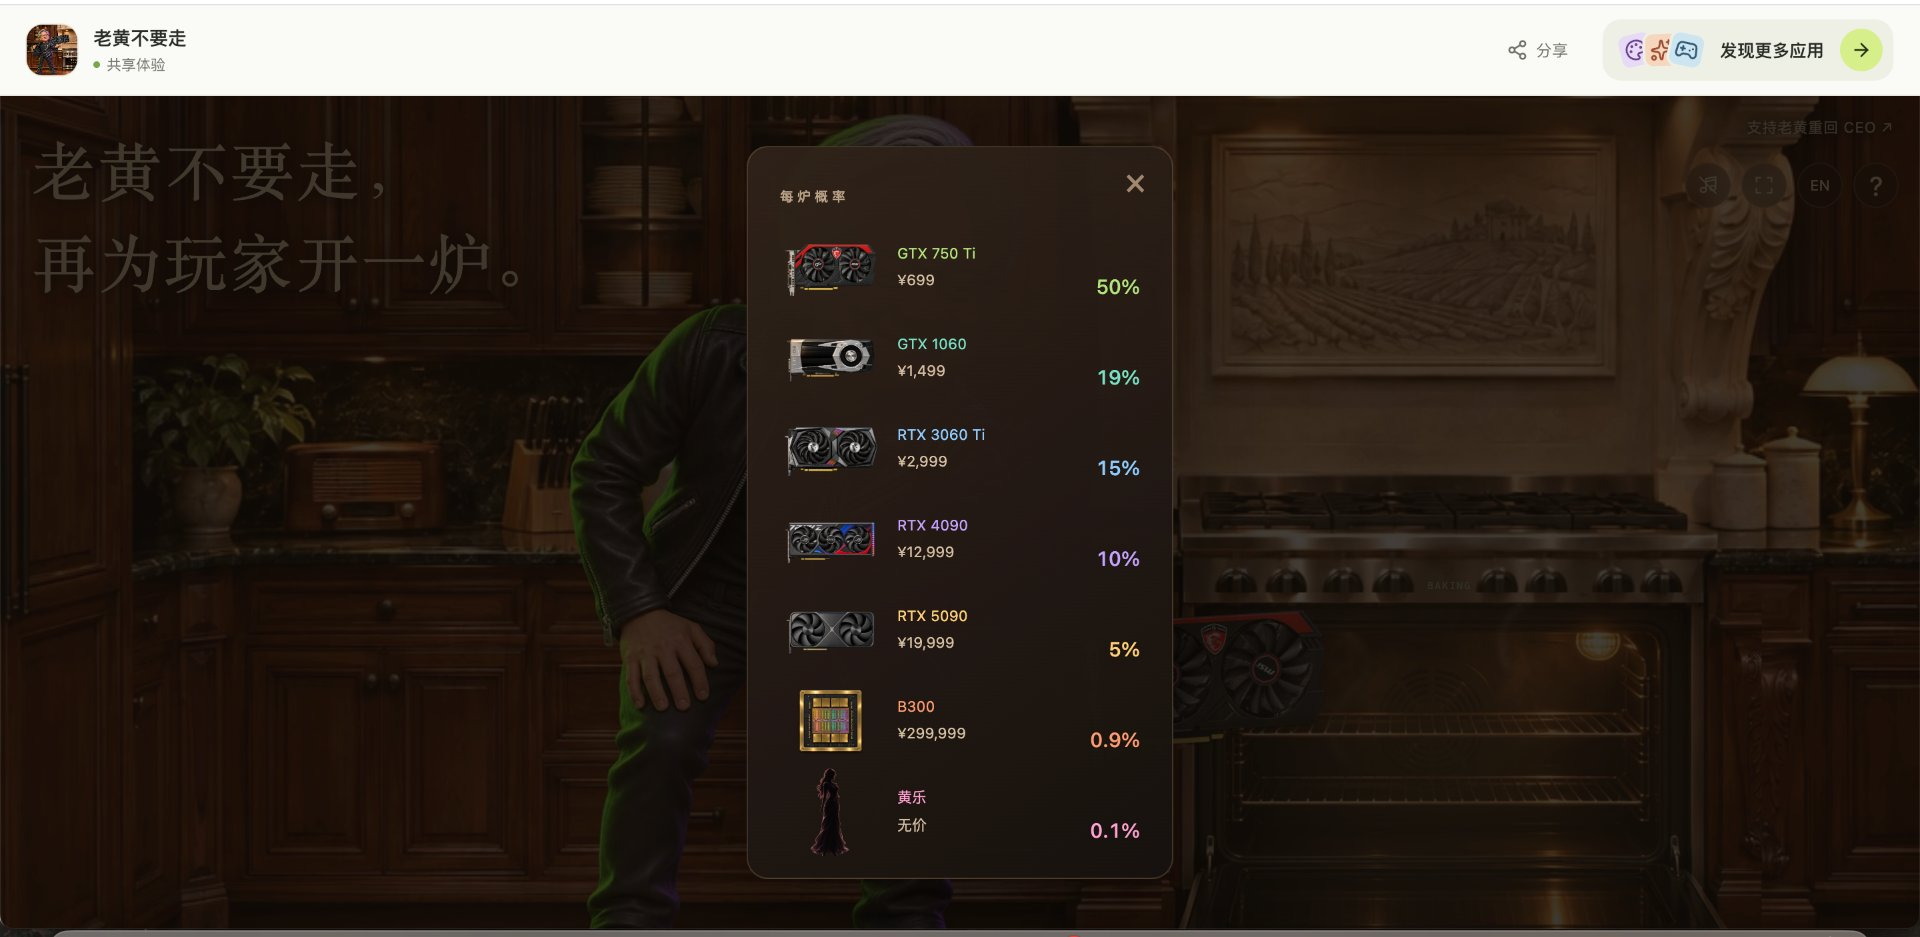 老黄不要走
共享体验
分享
发现更多应用
老黄不要走，
再为玩家开一炉。
支持老黄重回 CEO ↗
EN
?
每炉概率
GTX 750 Ti
¥699
50%
GTX 1060
¥1,499
19%
RTX 3060 Ti
¥2,999
15%
RTX 4090
¥12,999
10%
RTX 5090
¥19,999
5%
B300
¥299,999
0.9%
黄乐
无价
0.1%
BAKING
msi